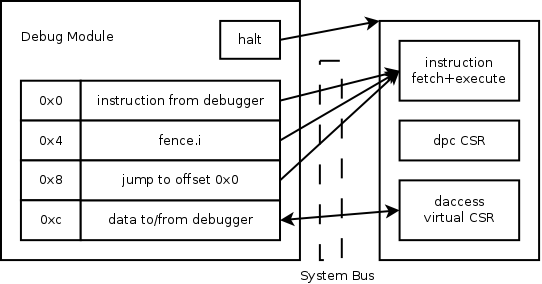 Debug Module
halt
0x0
instruction from debugger
0x4
fence.i
0x8
jump to offset 0x0
0xc
data to/from debugger
instruction
fetch+execute
dpc CSR
daccess
virtual CSR
System Bus